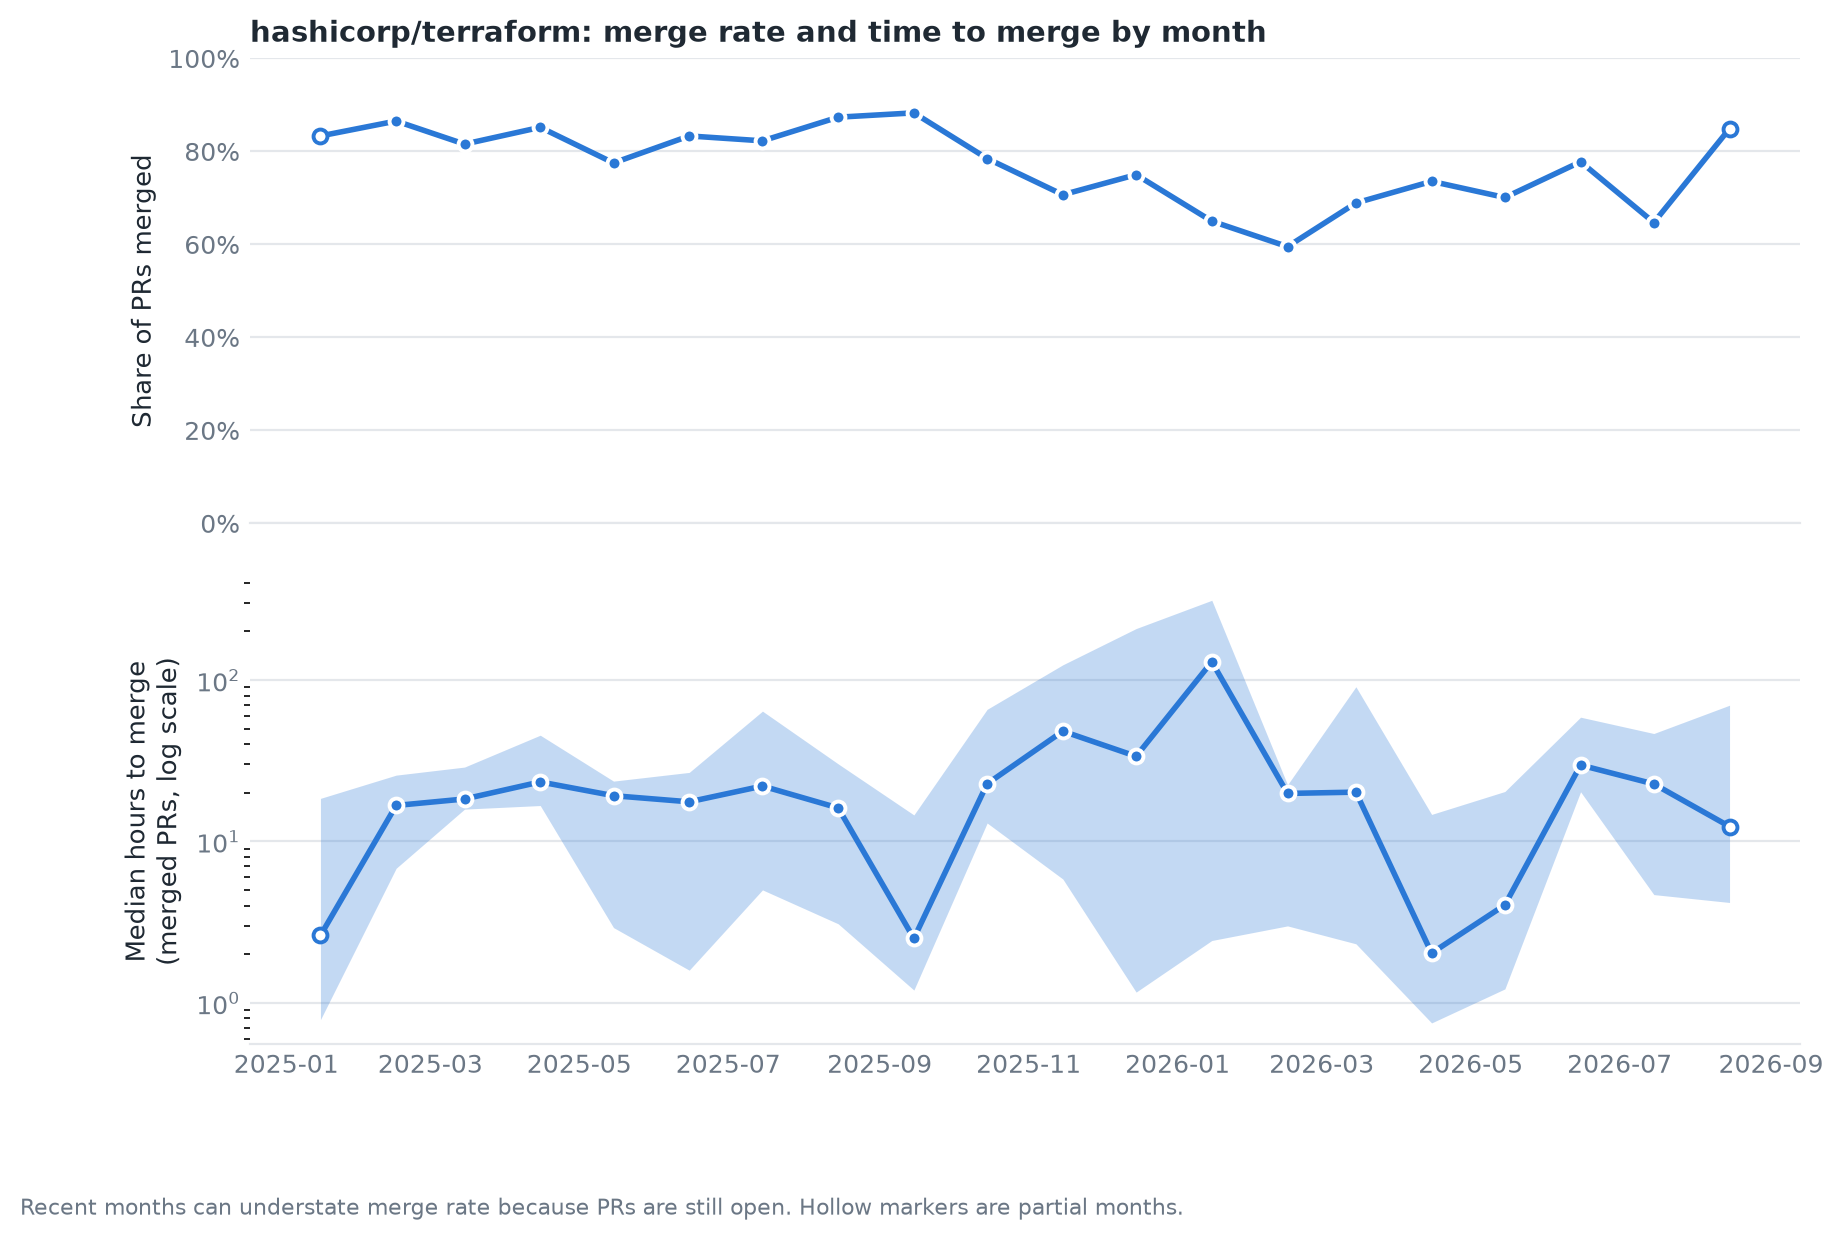 hashicorp/terraform: merge rate and time to merge by month
100%
80%
60%
40%
20%
0%
Share of PRs merged
10²
10¹
10⁰
Median hours to merge
(merged PRs, log scale)
2025-01 2025-03 2025-05 2025-07 2025-09 2025-11 2026-01 2026-03 2026-05 2026-07 2026-09
Recent months can understate merge rate because PRs are still open. Hollow markers are partial months.